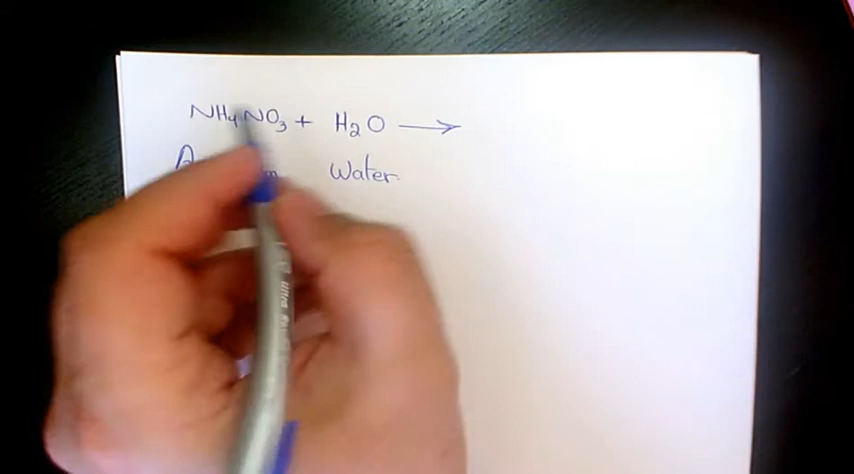 NH₄NO₃ + H₂O →
Water